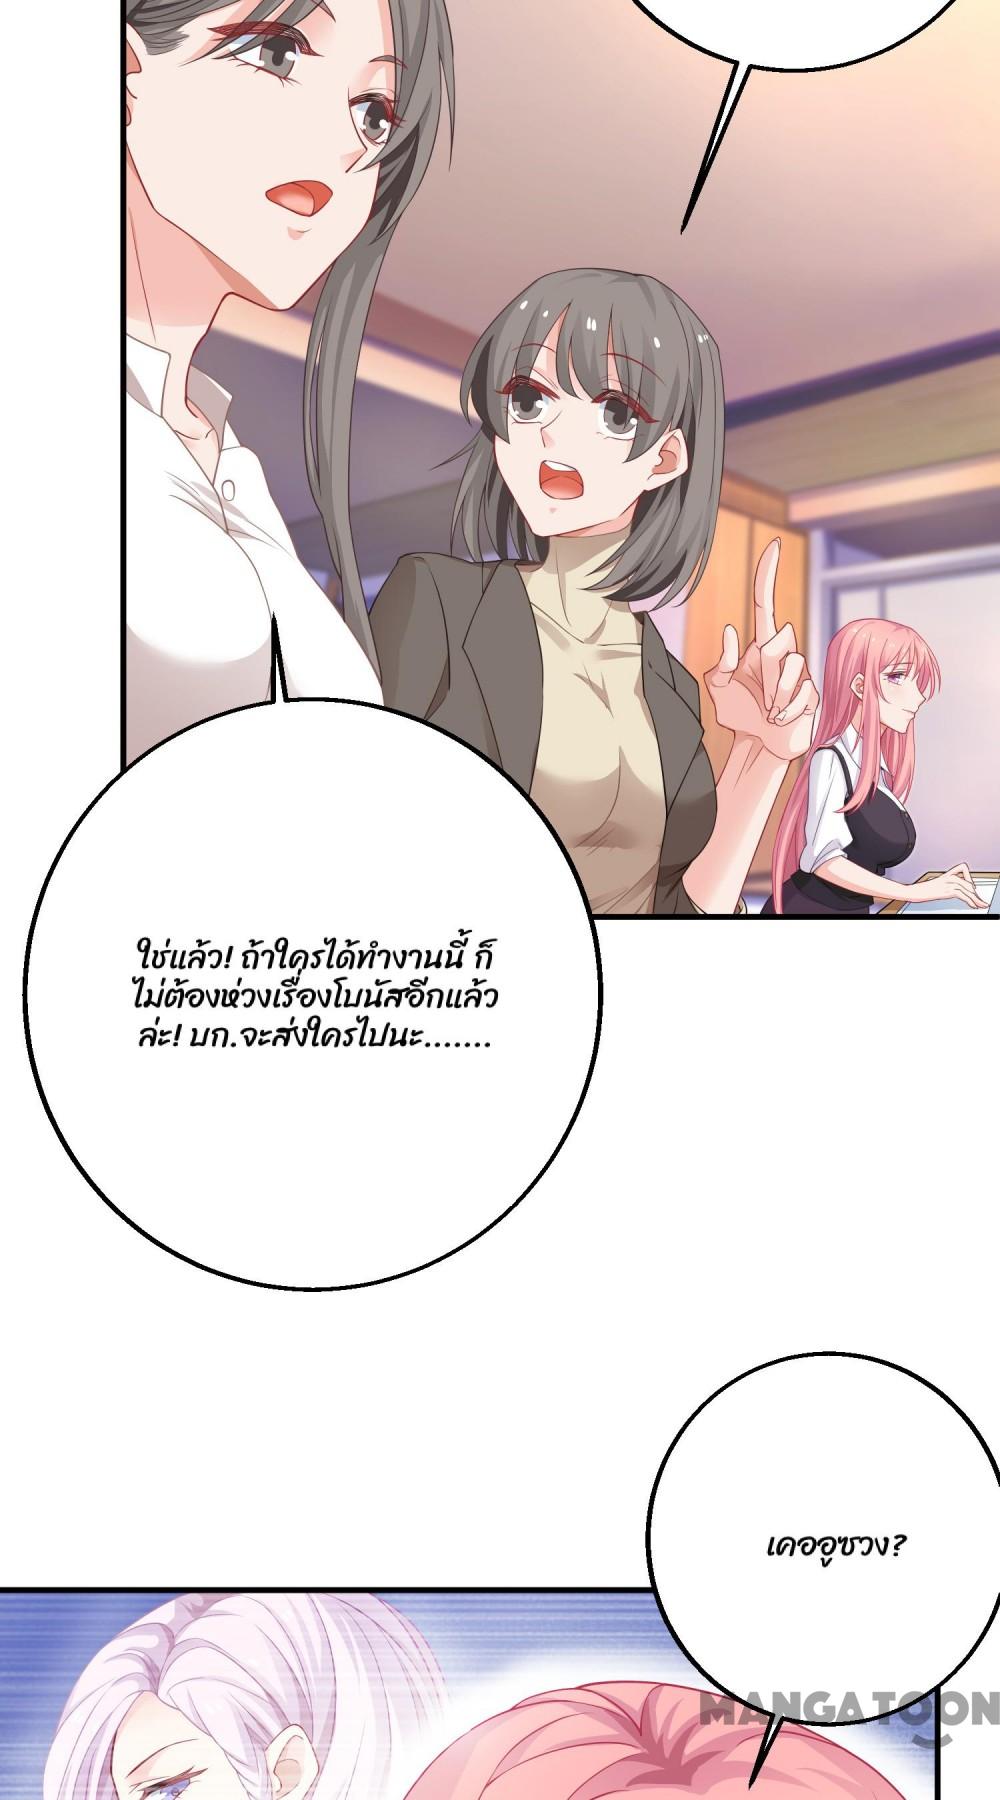 ใช่แล้ว! ถ้าใครได้ทำงานนี้ ก็
ไม่ต้องห่วงเรื่องโบนัสอีกแล้ว
ล่ะ! บก.จะส่งใครไปนะ.......
เคออูซวง?
MANGATOON